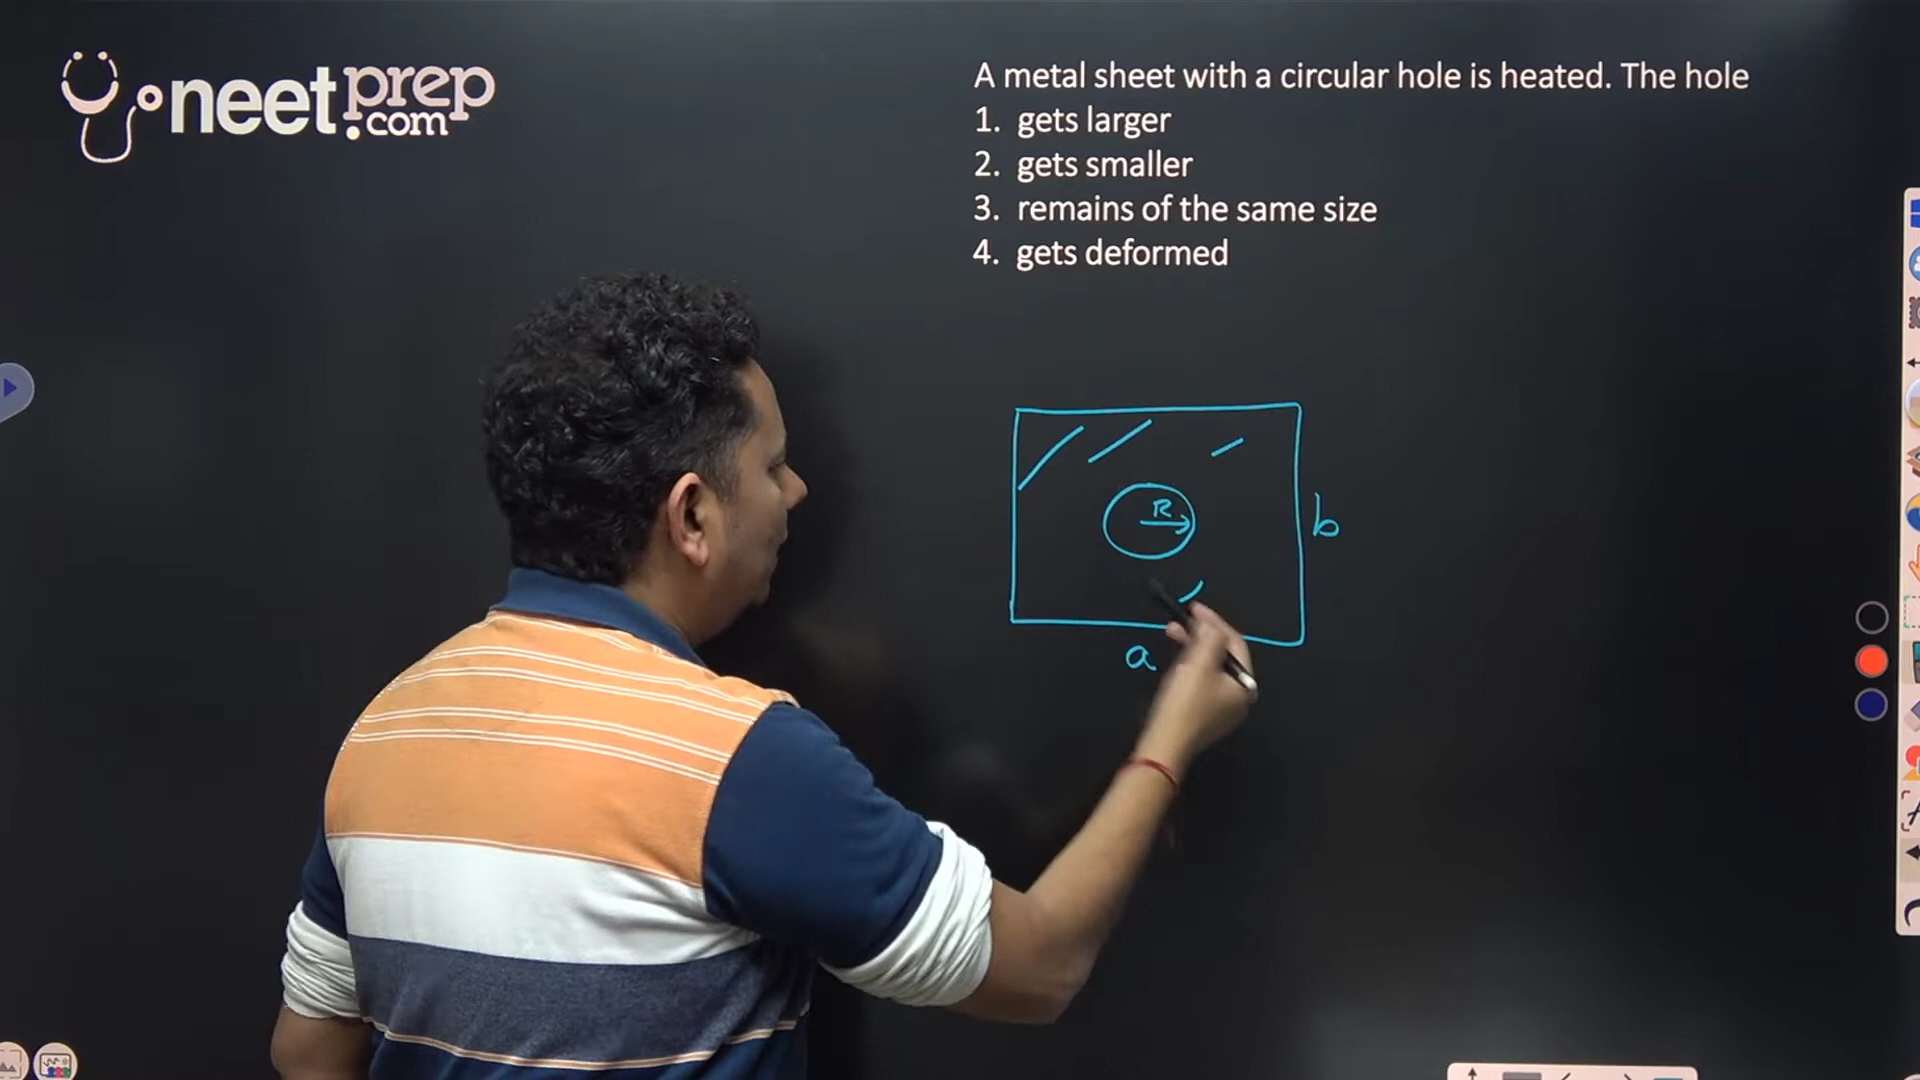 neetprep.com
A metal sheet with a circular hole is heated. The hole
1. gets larger
2. gets smaller
3. remains of the same size
4. gets deformed
R
b
a